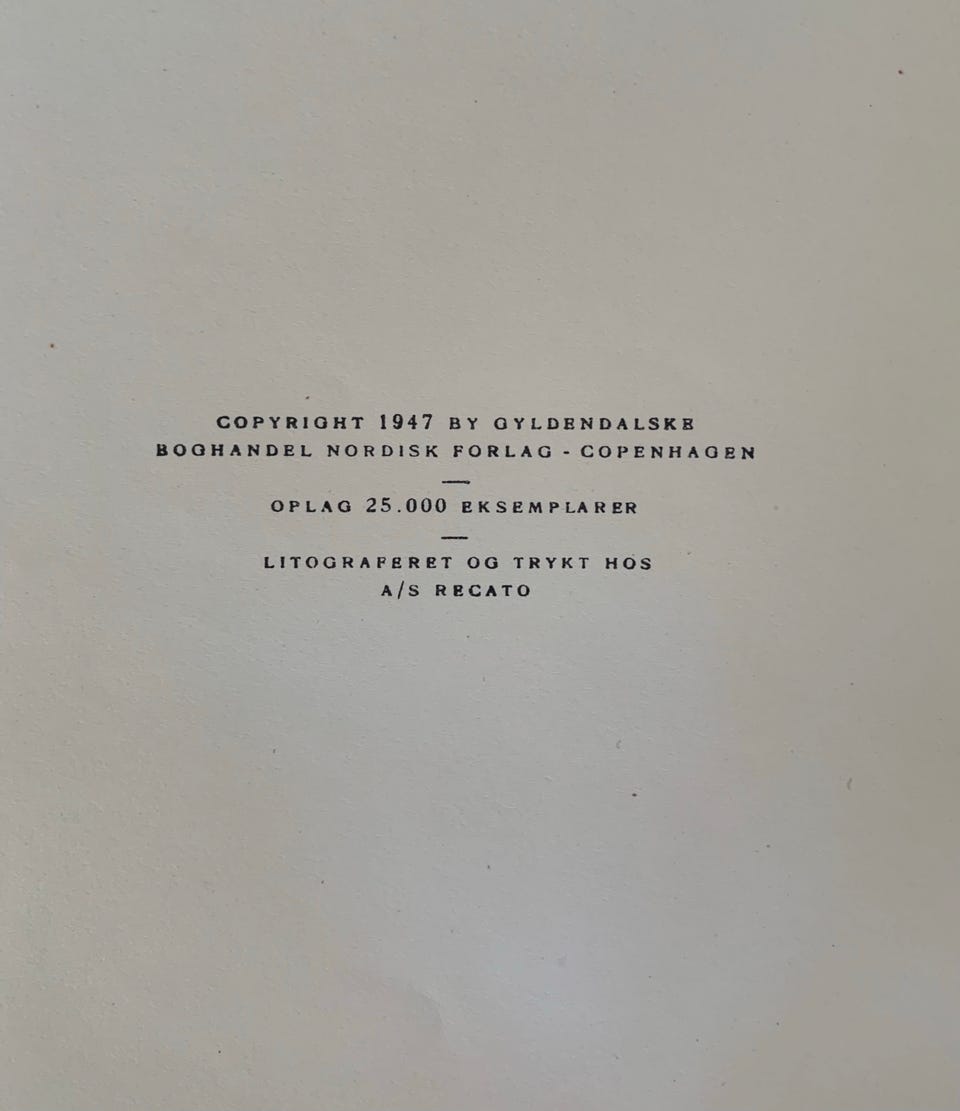 COPYRIGHT 1947 BY GYLDENDALSKE
BOGHANDEL NORDISK FORLAG - COPENHAGEN
OPLAG 25.000 EKSEMPLARER
LITOGRAFERET OG TRYKT HOS
A/S RECATO